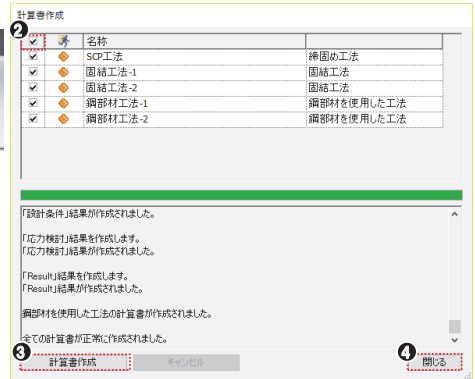 計算書作成
❷
名称
SCP工法 締固め工法
固結工法-1 固結工法
固結工法-2 固結工法
鋼部材工法-1 鋼部材を使用した工法
鋼部材工法-2 鋼部材を使用した工法
「設計条件」結果が作成されました。
「応力検討」結果を作成します。
「応力検討」結果が作成されました。
「Result」結果を作成します。
「Result」結果が作成されました。
鋼部材を使用した工法の計算書が作成されました。
全ての計算書が正常に作成されました。
❸ ❹
計算書作成 キャンセル 閉じる